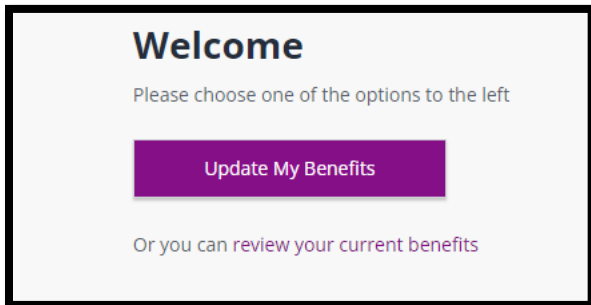 Welcome
Please choose one of the options to the left
Update My Benefits
Or you can review your current benefits